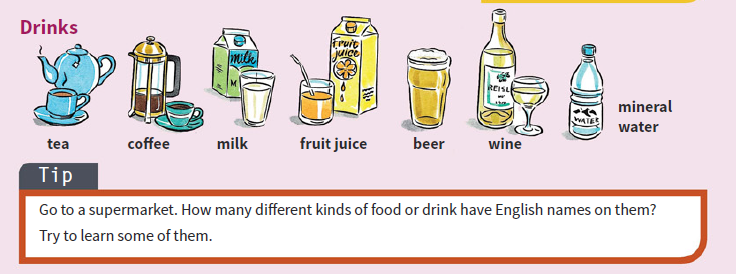 Drinks
Fruit
juice
milk
M
REISL
WATER
tea
coffee
milk
fruit juice
beer
wine
mineral
water
Tip
Go to a supermarket. How many different kinds of food or drink have English names on them?
Try to learn some of them.